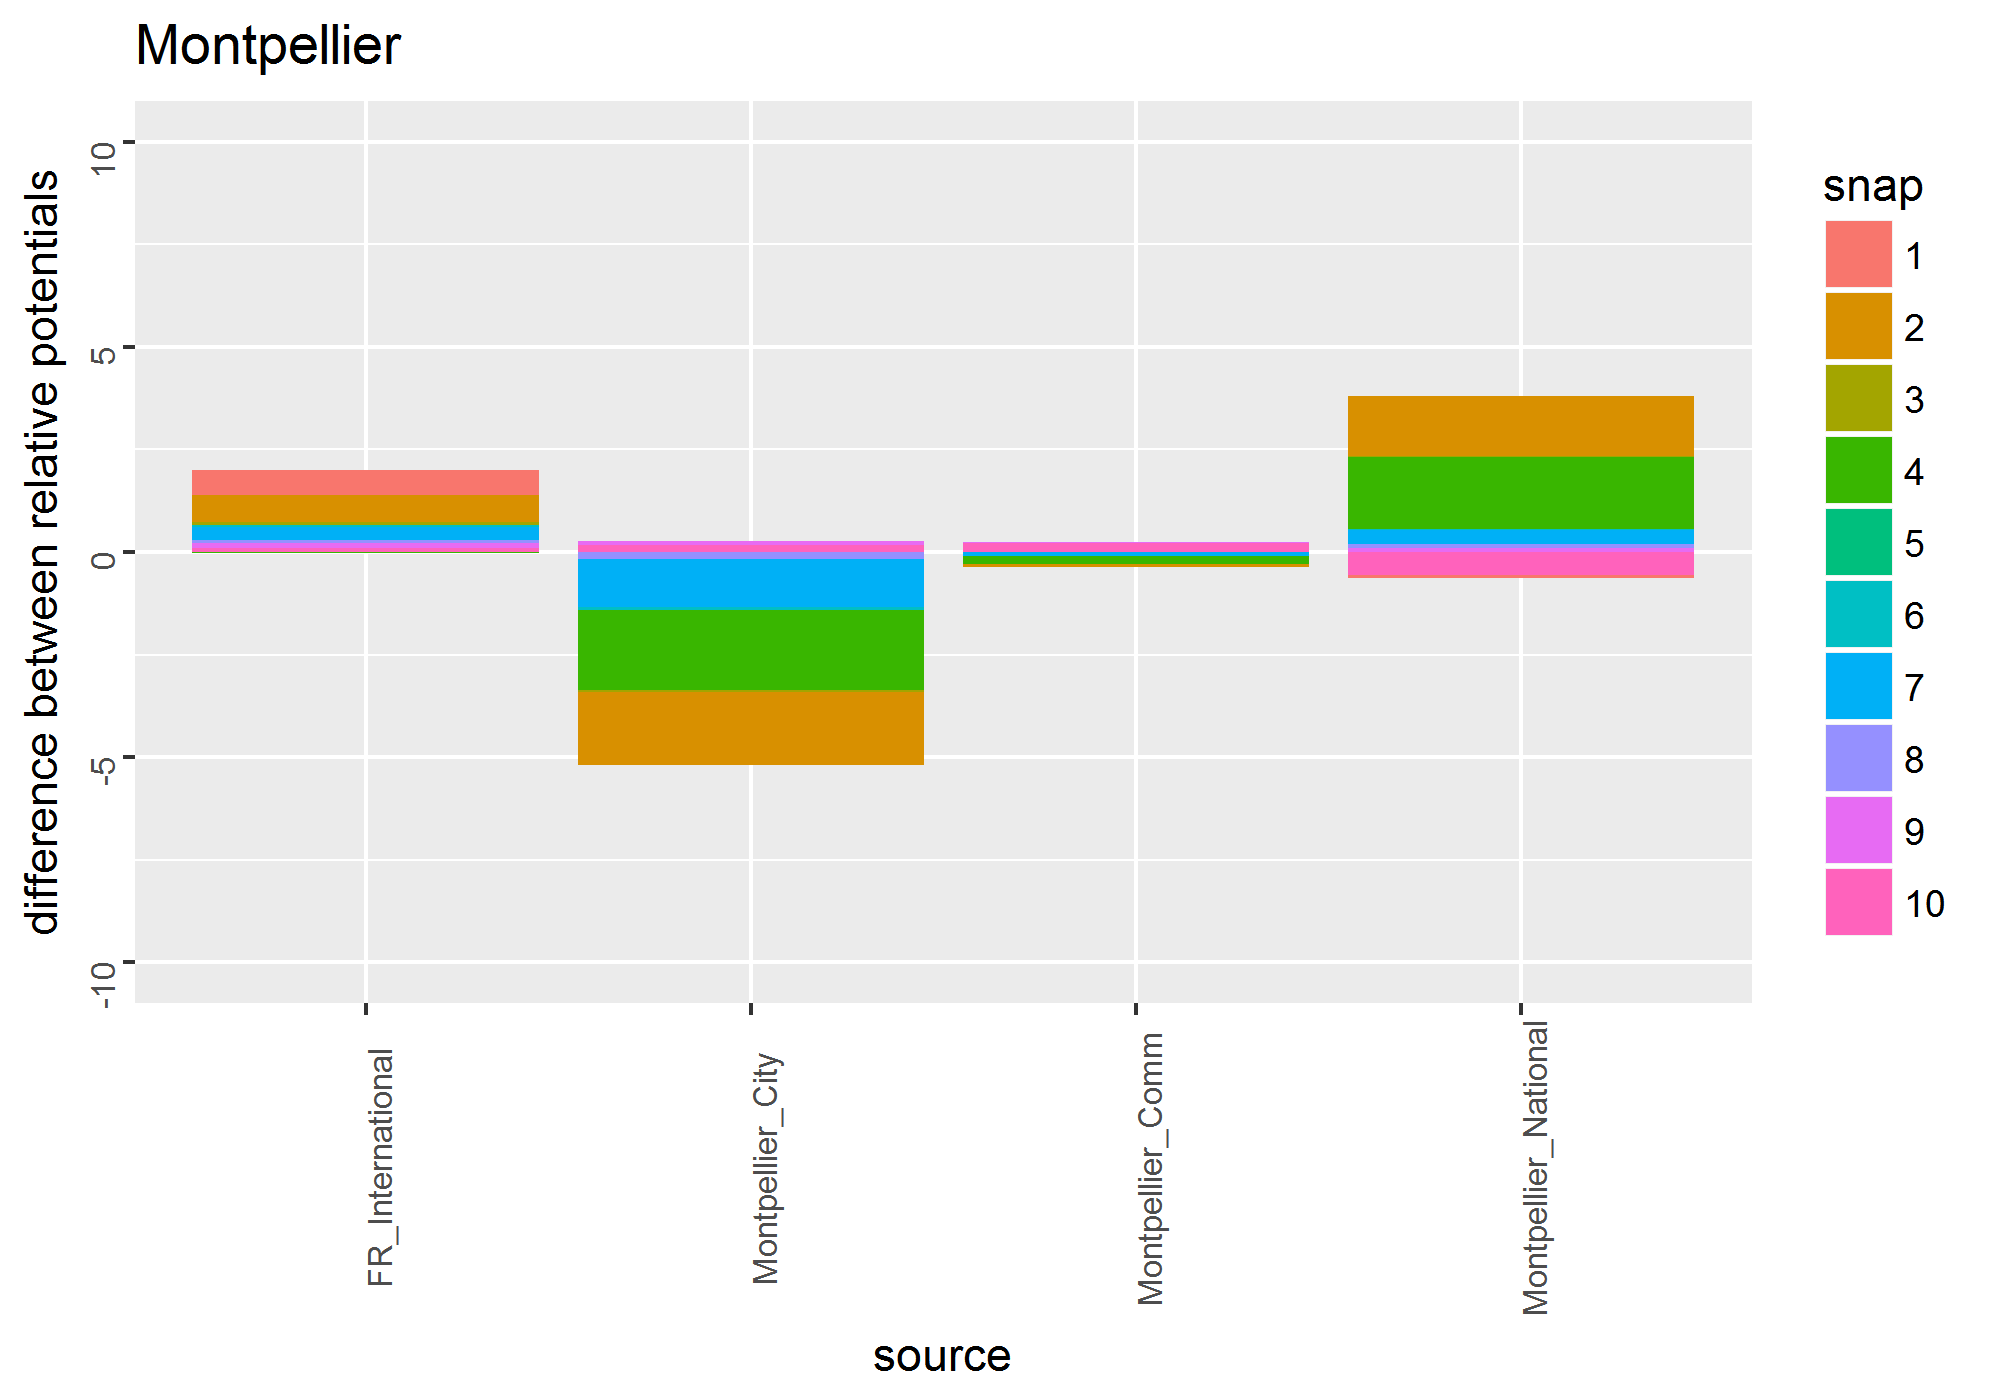 Montpellier
difference between relative potentials
10
5
0
-5
-10
FR_International
Montpellier_City
Montpellier_Comm
Montpellier_National
source
snap
1
2
3
4
5
6
7
8
9
10